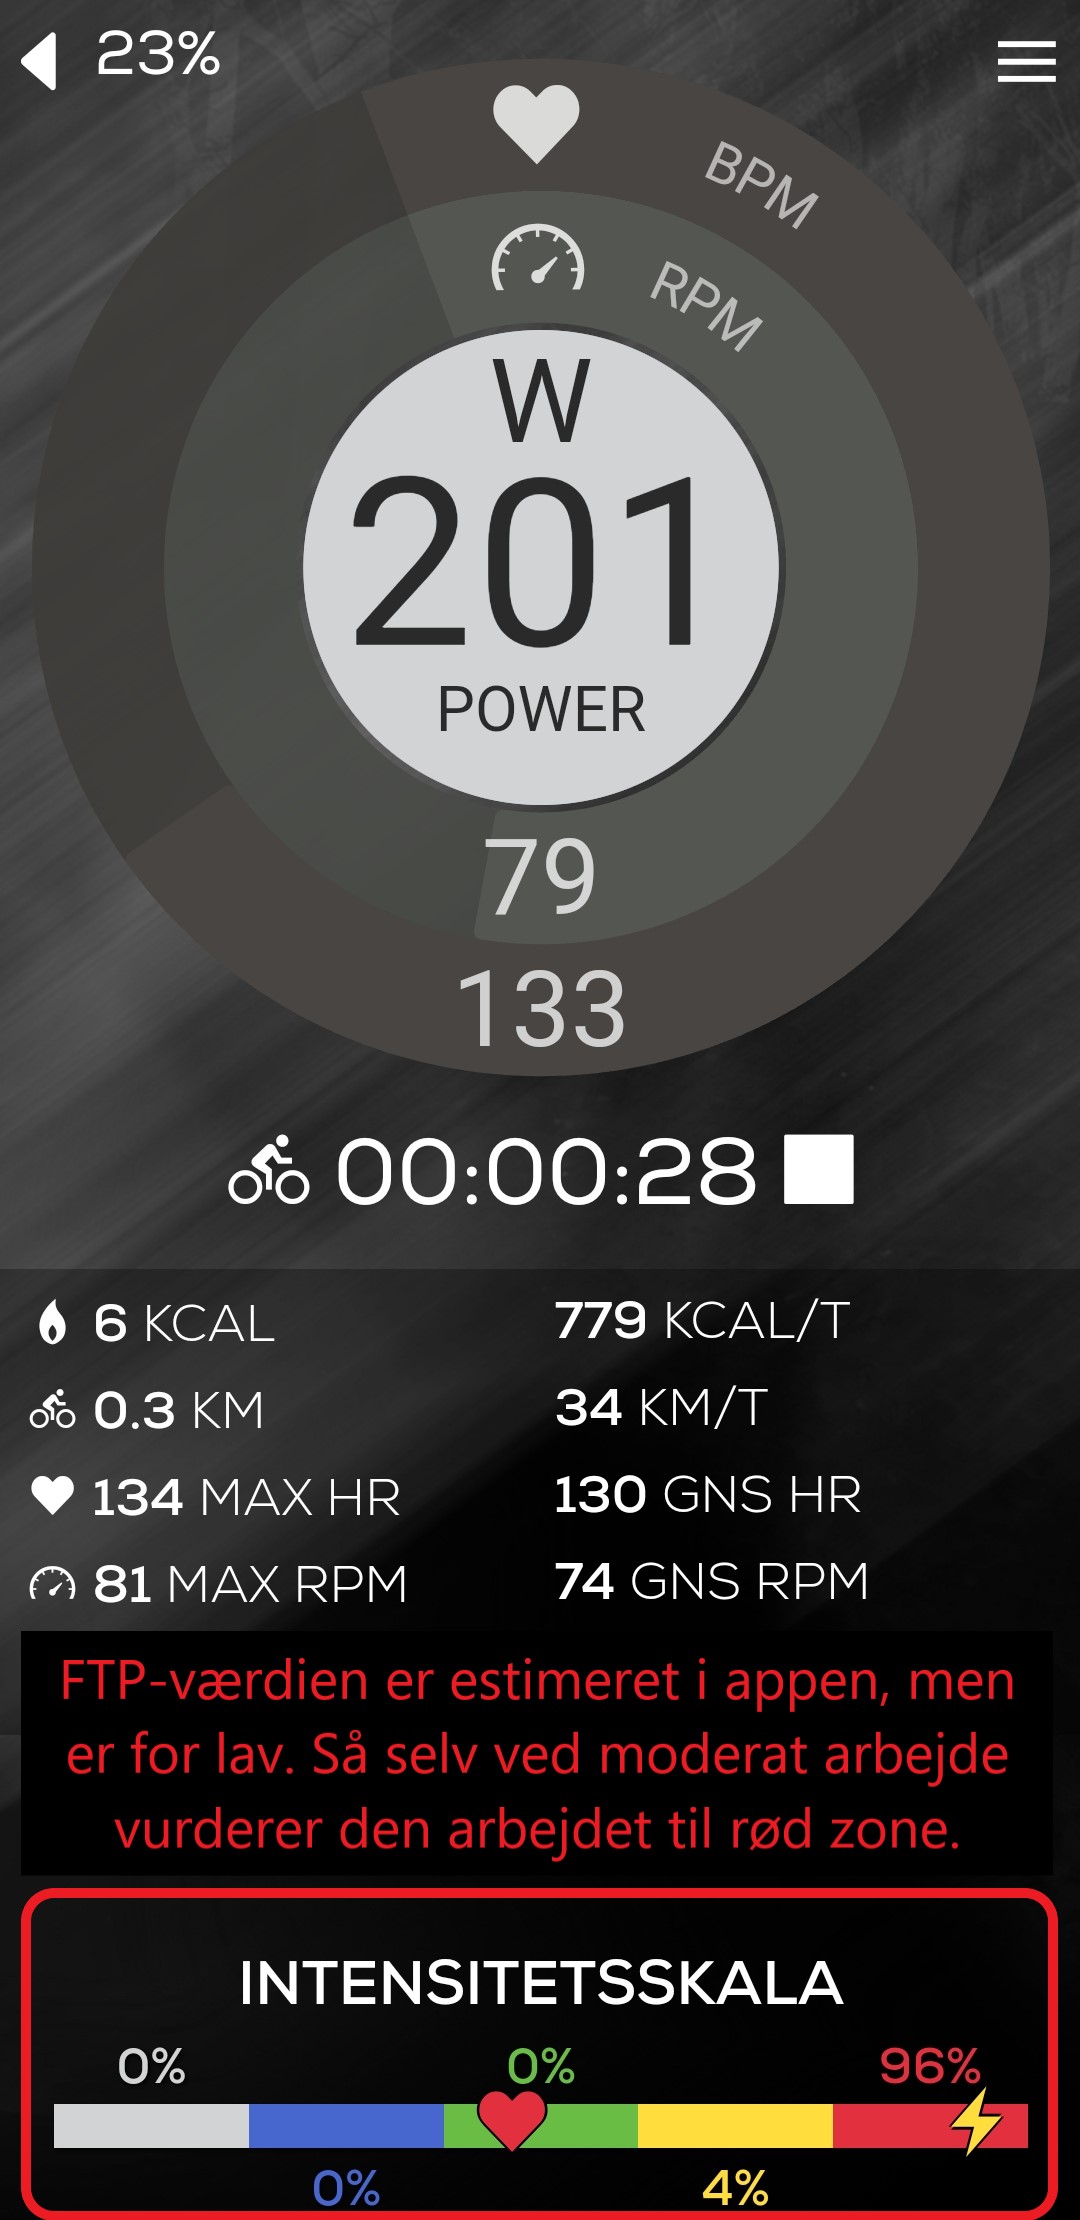 23%
BPM
RPM
W
201
POWER
79
133
00:00:28
6 KCAL
779 KCAL/T
0.3 KM
34 KM/T
134 MAX HR
130 GNS HR
81 MAX RPM
74 GNS RPM
FTP-værdien er estimeret i appen, men
er for lav. Så selv ved moderat arbejde
vurderer den arbejdet til rød zone.
INTENSITETSSKALA
0% 0% 96%
0% 4%